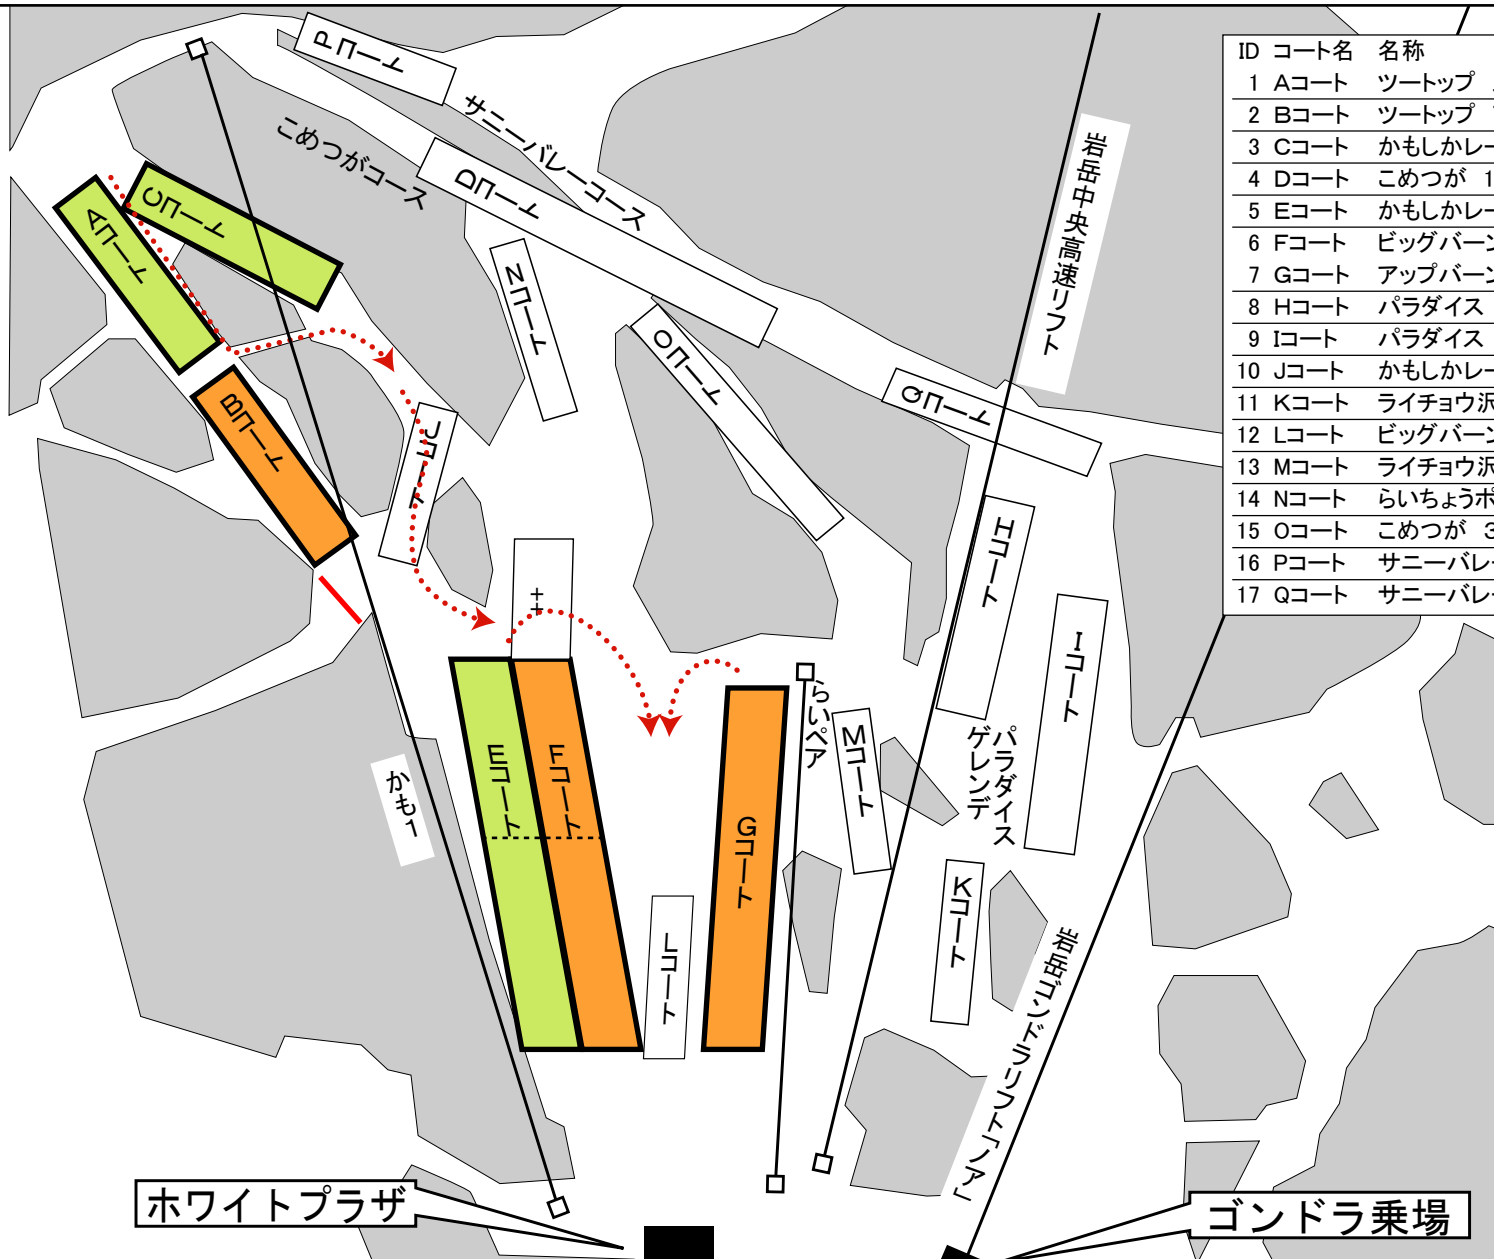 Pコート
サニーバレーコース
こめつがコース
Dコート
岩岳中央高速リフト
Cコート
Aコート
Nコート
Oコート
Qコート
Bコート
Jコート
Hコート
Iコート
++
らいペア
Mコート
パラダイス
ゲレンデ
Eコート
Fコート
Gコート
かも1
Kコート
Lコート
岩岳ゴンドラリフト「ノア」
ホワイトプラザ
ゴンドラ乗場
ID コート名 名称
1 Aコート ツートップ
2 Bコート ツートップ
3 Cコート かもしかレー
4 Dコート こめつが 1
5 Eコート かもしかレー
6 Fコート ビッグバーン
7 Gコート アップバーン
8 Hコート パラダイス
9 Iコート パラダイス
10 Jコート かもしかレー
11 Kコート ライチョウ沢
12 Lコート ビッグバーン
13 Mコート ライチョウ沢
14 Nコート らいちょうポ
15 Oコート こめつが 3
16 Pコート サニーバレー
17 Qコート サニーバレー